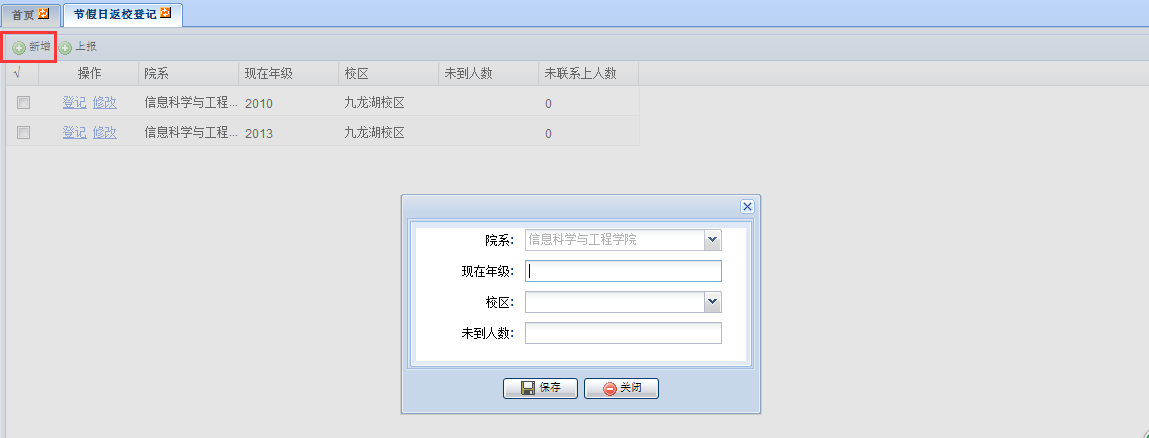 首页 节假日返校登记
新增 上报
√ 操作 院系 现在年级 校区 未到人数 未联系上人数
登记 修改 信息科学与工程... 2010 九龙湖校区 0
登记 修改 信息科学与工程... 2013 九龙湖校区 0
院系: 信息科学与工程学院
现在年级:
校区:
未到人数:
保存 关闭